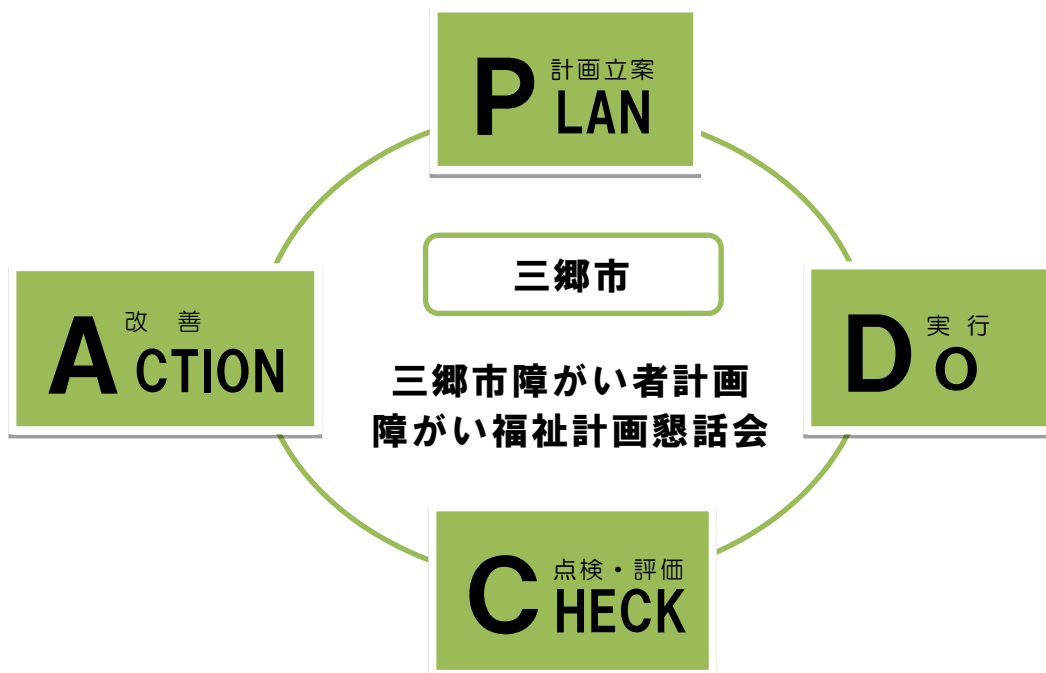 計画立案
PLAN
三郷市
改善
ACTION
実行
DO
三郷市障がい者計画
障がい福祉計画懇話会
点検・評価
CHECK